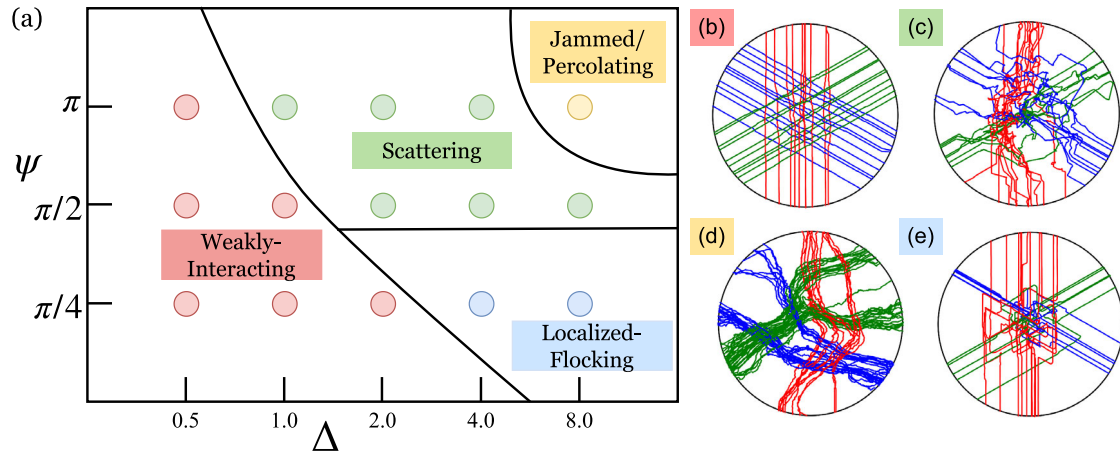 (a)
Jammed/
Percolating
π
Scattering
ψ
π/2
Weakly-
Interacting
π/4
Localized-
Flocking
0.5
1.0
2.0
4.0
8.0
Δ
(b)
(c)
(d)
(e)